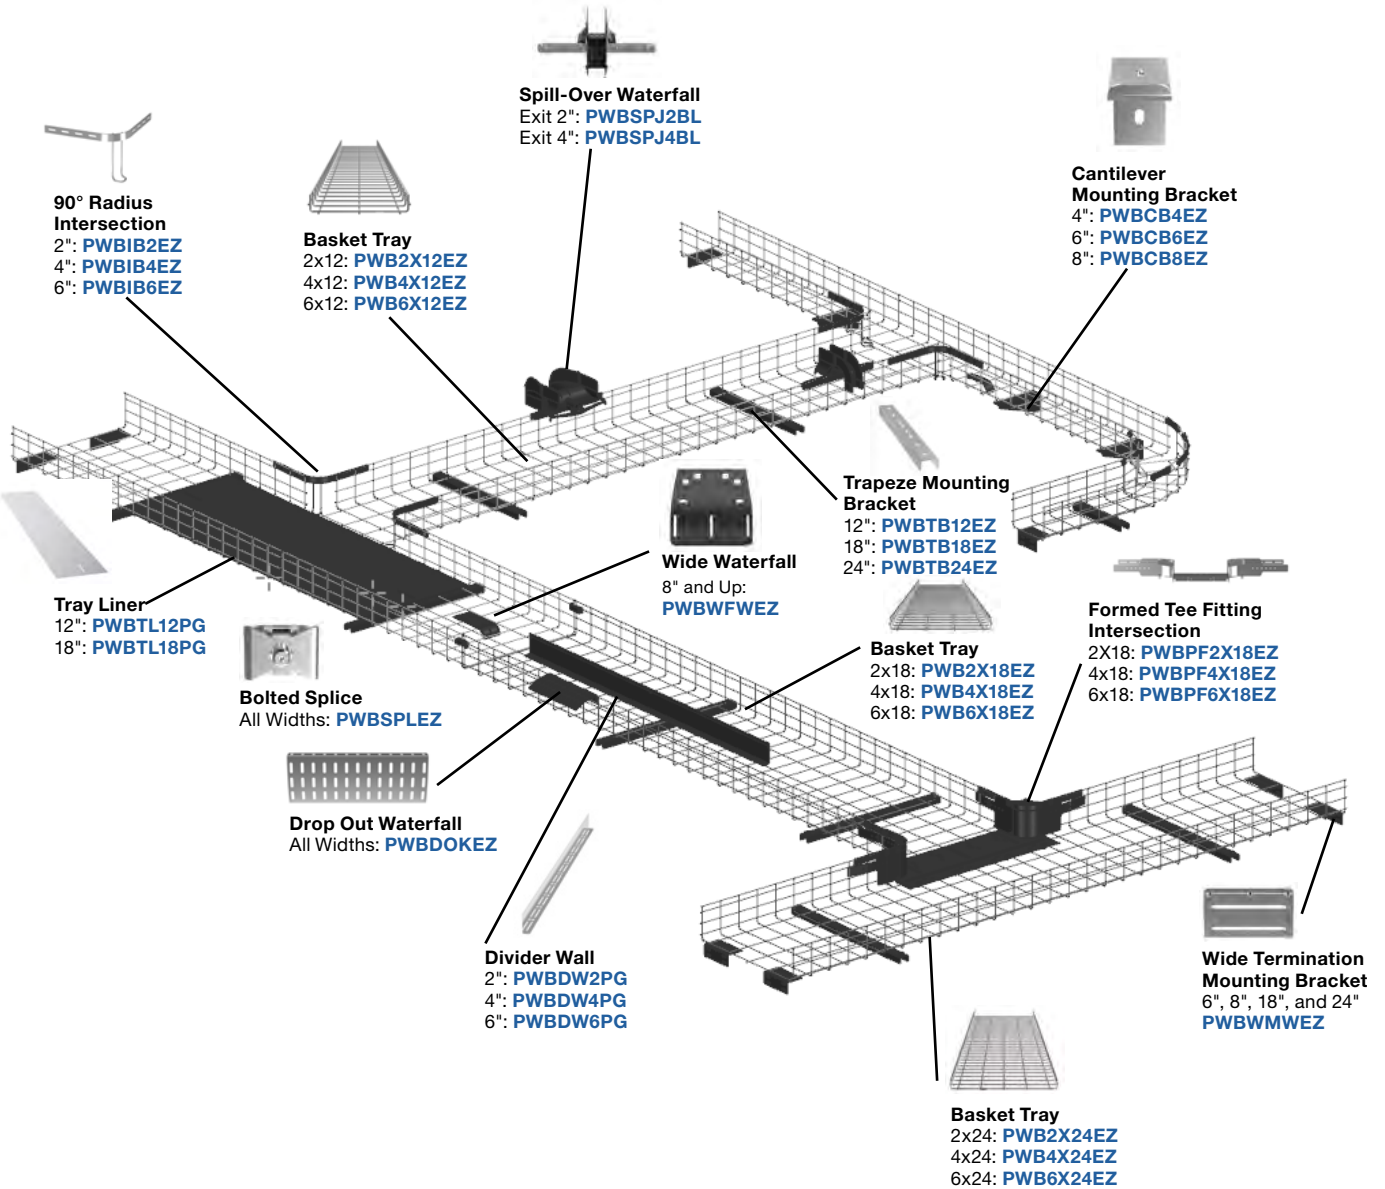 Spill-Over Waterfall
Exit 2": PWBSPJ2BL
Exit 4": PWBSPJ4BL
Cantilever
Mounting Bracket
4": PWBCB4EZ
6": PWBCB6EZ
8": PWBCB8EZ
90° Radius
Intersection
2": PWBIB2EZ
4": PWBIB4EZ
6": PWBIB6EZ
Basket Tray
2x12: PWB2X12EZ
4x12: PWB4X12EZ
6x12: PWB6X12EZ
Trapeze Mounting
Bracket
12": PWBTB12EZ
18": PWBTB18EZ
24": PWBTB24EZ
Wide Waterfall
8" and Up:
PWBWFWEZ
Tray Liner
12": PWBTL12PG
18": PWBTL18PG
Formed Tee Fitting
Intersection
2X18: PWBPF2X18EZ
4x18: PWBPF4X18EZ
6x18: PWBPF6X18EZ
Basket Tray
2x18: PWB2X18EZ
4x18: PWB4X18EZ
6x18: PWB6X18EZ
Bolted Splice
All Widths: PWBSPLEZ
Drop Out Waterfall
All Widths: PWBDOKEZ
Divider Wall
2": PWBDW2PG
4": PWBDW4PG
6": PWBDW6PG
Wide Termination
Mounting Bracket
6", 8", 18", and 24"
PWBWMWEZ
Basket Tray
2x24: PWB2X24EZ
4x24: PWB4X24EZ
6x24: PWB6X24EZ